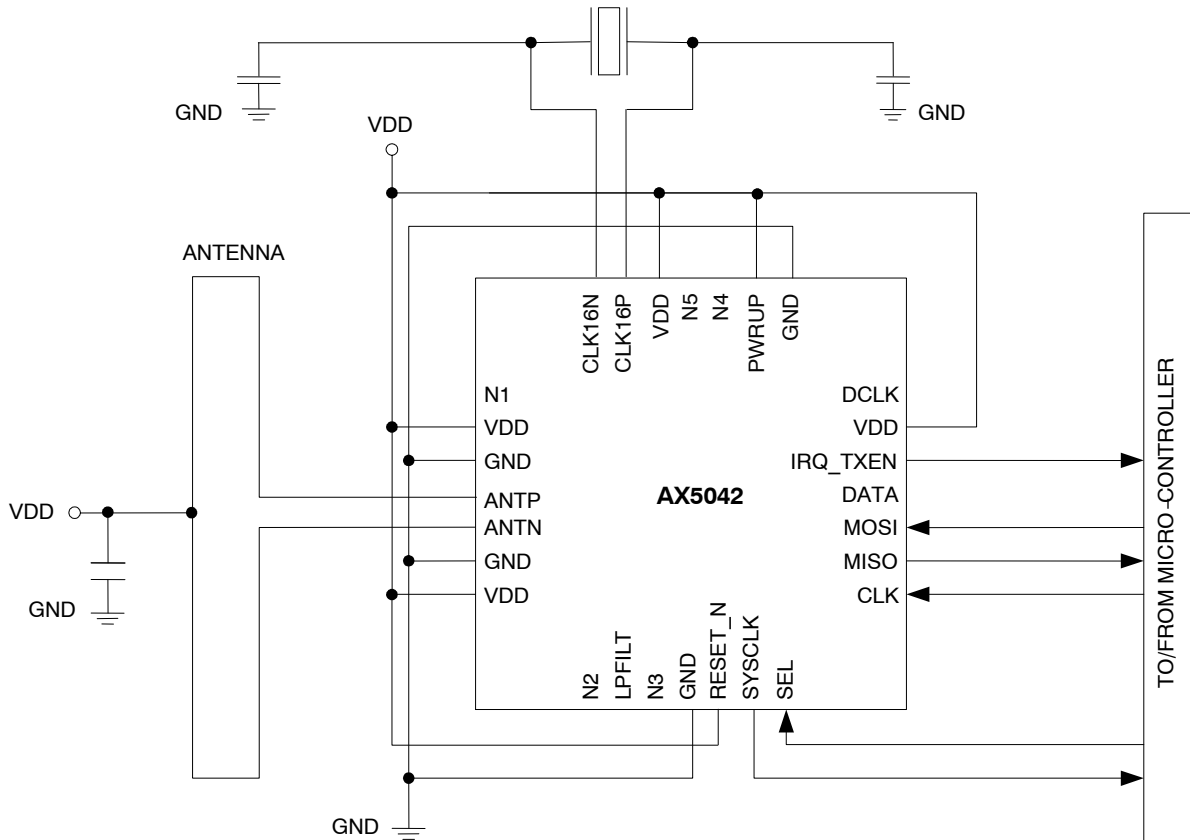 GND
GND
VDD
ANTENNA
CLK16N
CLK16P
VDD
N5
N4
PWRUP
GND
N1
VDD
GND
ANTP
ANTN
GND
VDD
AX5042
DCLK
VDD
IRQ_TXEN
DATA
MOSI
MISO
CLK
VDD
GND
N2
LPFILT
N3
GND
RESET_N
SYSCLK
SEL
TO/FROM MICRO-CONTROLLER
GND